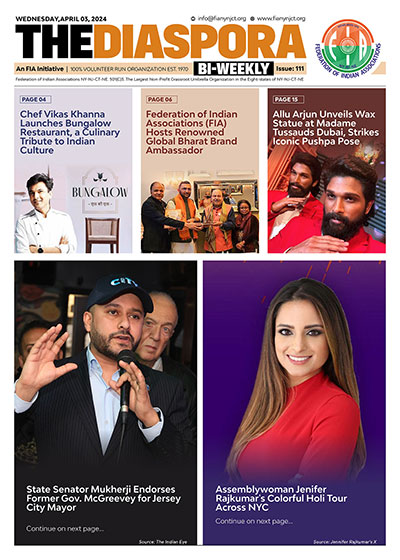 WEDNESDAY,APRIL 03, 2024
info@fianynjct.org
www.fianynjct.org
THEDIASPORA
An FIA Initiative | 100% VOLUNTEER RUN ORGANIZATION EST. 1970
BI-WEEKLY
Issue: 111
FEDERATION OF INDIAN ASSOCIATIONS
FIA
Federation of Indian Associations NY-NJ-CT-NE 501(C)3. The Largest Non-Profit Grassroot Umbrella Organization in the Eight states of NY-NJ-CT-NE
PAGE 04
Chef Vikas Khanna
Launches Bungalow
Restaurant, a Culinary
Tribute to Indian
Culture
BUNGALOW
PAGE 06
Federation of Indian
Associations (FIA)
Hosts Renowned
Global Bharat Brand
Ambassador
PAGE 15
Allu Arjun Unveils Wax
Statue at Madame
Tussauds Dubai, Strikes
Iconic Pushpa Pose
CITY
State Senator Mukherji Endorses
Former Gov. McGreevey for Jersey
City Mayor
Continue on next page...
Source: The Indian Eye
Assemblywoman Jenifer
Rajkumar's Colorful Holi Tour
Across NYC
Continue on next page...
Source: Jennifer Rajkumar's X